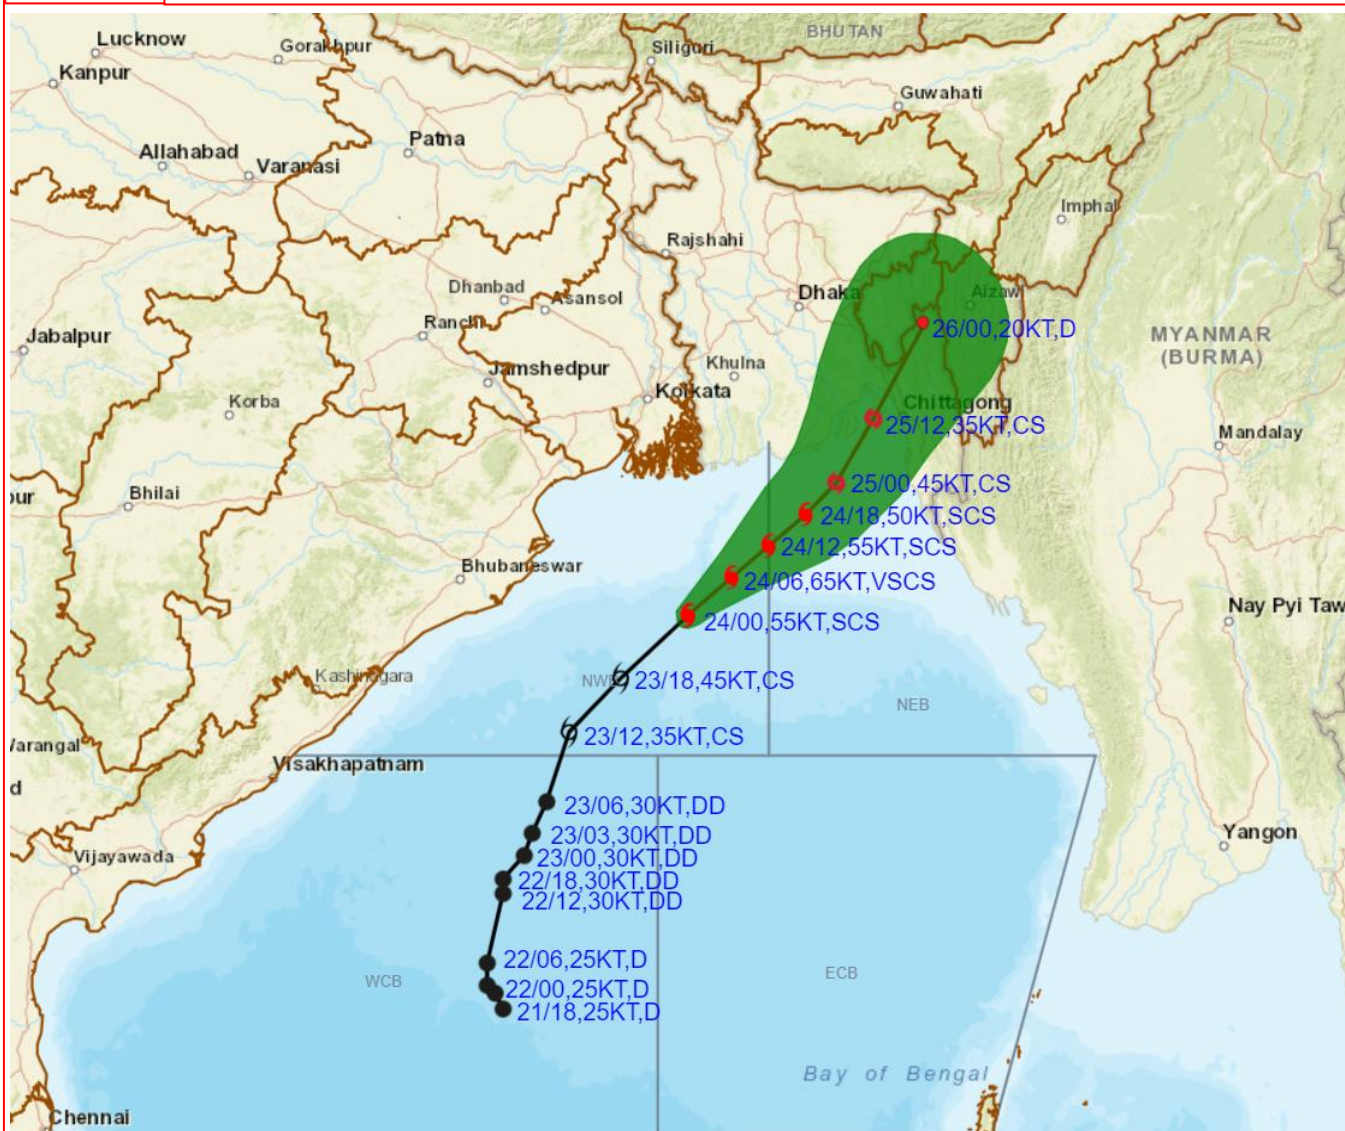 BHUTAN
Lucknow
Gorakhpur
Siliguri
Kanpur
Guwahati
Patna
Allahabad
Varanasi
Imphal
Rajshahi
Dhanbad
Asansol
Dhaka
Aizawl
Ranchi
26/00,20KT,D
Jabalpur
MYANMAR
(BURMA)
Khulna
Jamshedpur
Kolkata
Korba
Chittagong
25/12,35KT,CS
Mandalay
25/00,45KT,CS
pur
Bhilai
24/18,50KT,SCS
24/12,55KT,SCS
Bhubaneswar
24/06,65KT,VSCS
Nay Pyi Taw
24/00,55KT,SCS
Kashinagara
23/18,45KT,CS
NEB
23/12,35KT,CS
Warangal
Visakhapatnam
d
23/06,30KT,DD
23/03,30KT,DD
Yangon
23/00,30KT,DD
Vijayawada
22/18,30KT,DD
22/12,30KT,DD
22/06,25KT,D
WCB
ECB
22/00,25KT,D
21/18,25KT,D
Bay of Bengal
Chennai